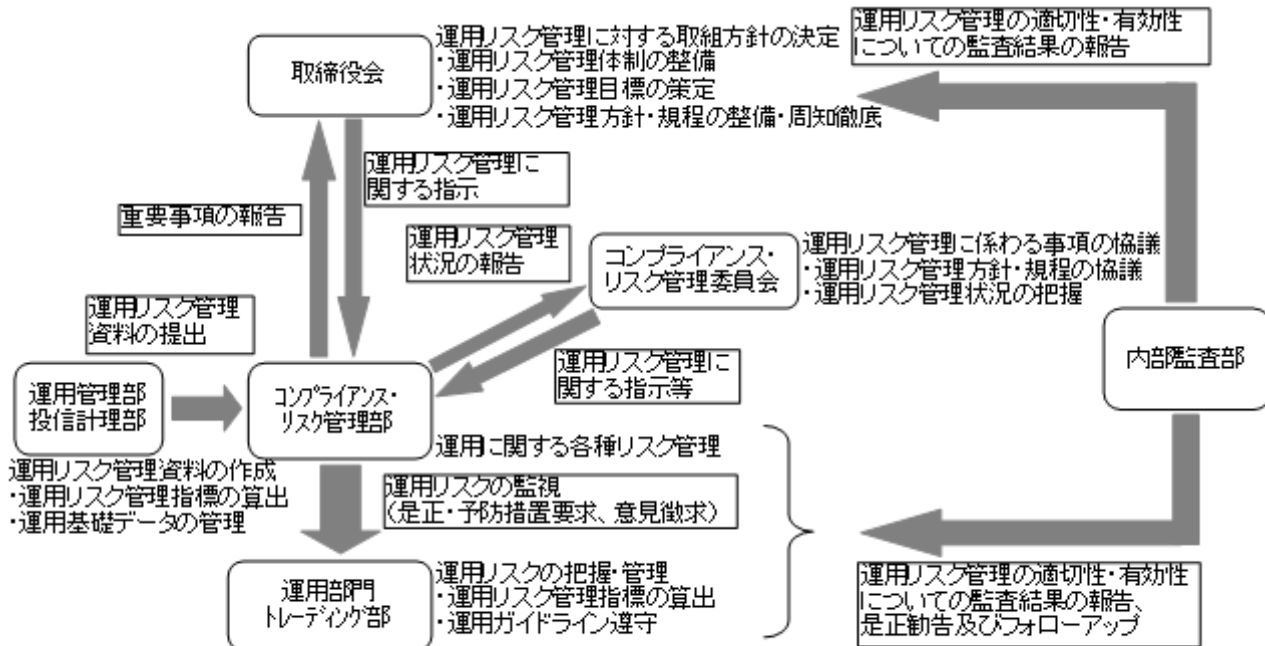 取締役会
運用リスク管理に対する取組方針の決定
・運用リスク管理体制の整備
・運用リスク管理目標の策定
・運用リスク管理方針・規程の整備・周知徹底
運用リスク管理の適切性・有効性
についての監査結果の報告
運用リスク管理に
関する指示
重要事項の報告
運用リスク管理
状況の報告
コンプライアンス・
リスク管理委員会
運用リスク管理に係わる事項の協議
・運用リスク管理方針・規程の協議
・運用リスク管理状況の把握
運用リスク管理
資料の提出
運用リスク管理に
関する指示等
内部監査部
運用管理部
投信計理部
コンプライアンス・
リスク管理部
運用に関する各種リスク管理
運用リスク管理資料の作成
・運用リスク管理指標の算出
・運用基礎データの管理
運用リスクの監視
（是正・予防措置要求、意見徴求）
運用部門
トレーディング部
運用リスクの把握・管理
・運用リスク管理指標の算出
・運用ガイドライン遵守
運用リスク管理の適切性・有効性
についての監査結果の報告、
是正勧告及びフォローアップ